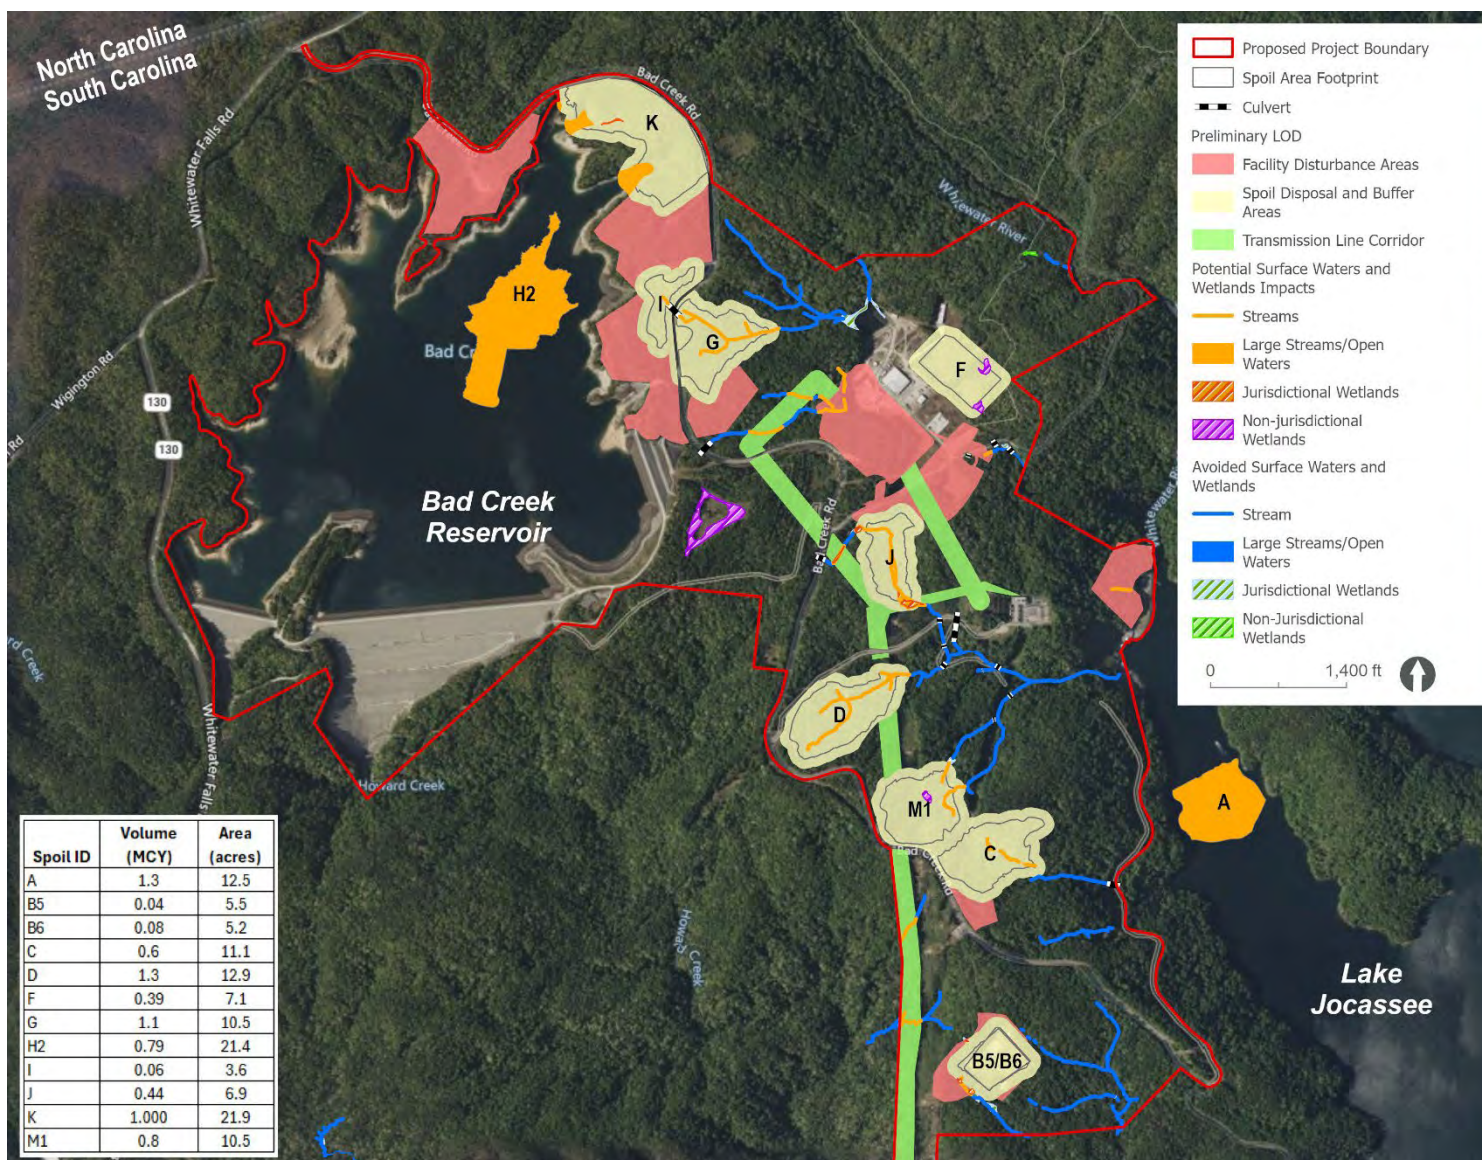 North Carolina
South Carolina
Whitewater Falls Rd
Bad Creek Rd
K
Whitewater River
H2
I
G
F
Bad Cr
Wigington Rd
130
130
Rd
Bad Creek
Reservoir
Bad Creek Rd
J
Whitewater
D
Whitewater Falls
Howard Creek
ard Creek
M1
A
C
Howard Creek
Lake
Jocassee
B5/B6
Proposed Project Boundary
Spoil Area Footprint
Culvert
Preliminary LOD
Facility Disturbance Areas
Spoil Disposal and Buffer
Areas
Transmission Line Corridor
Potential Surface Waters and
Wetlands Impacts
Streams
Large Streams/Open
Waters
Jurisdictional Wetlands
Non-jurisdictional
Wetlands
Avoided Surface Waters and
Wetlands
Stream
Large Streams/Open
Waters
Jurisdictional Wetlands
Non-Jurisdictional
Wetlands
0 1,400 ft
Spoil ID Volume (MCY) Area (acres)
A 1.3 12.5
B5 0.04 5.5
B6 0.08 5.2
C 0.6 11.1
D 1.3 12.9
F 0.39 7.1
G 1.1 10.5
H2 0.79 21.4
I 0.06 3.6
J 0.44 6.9
K 1.000 21.9
M1 0.8 10.5